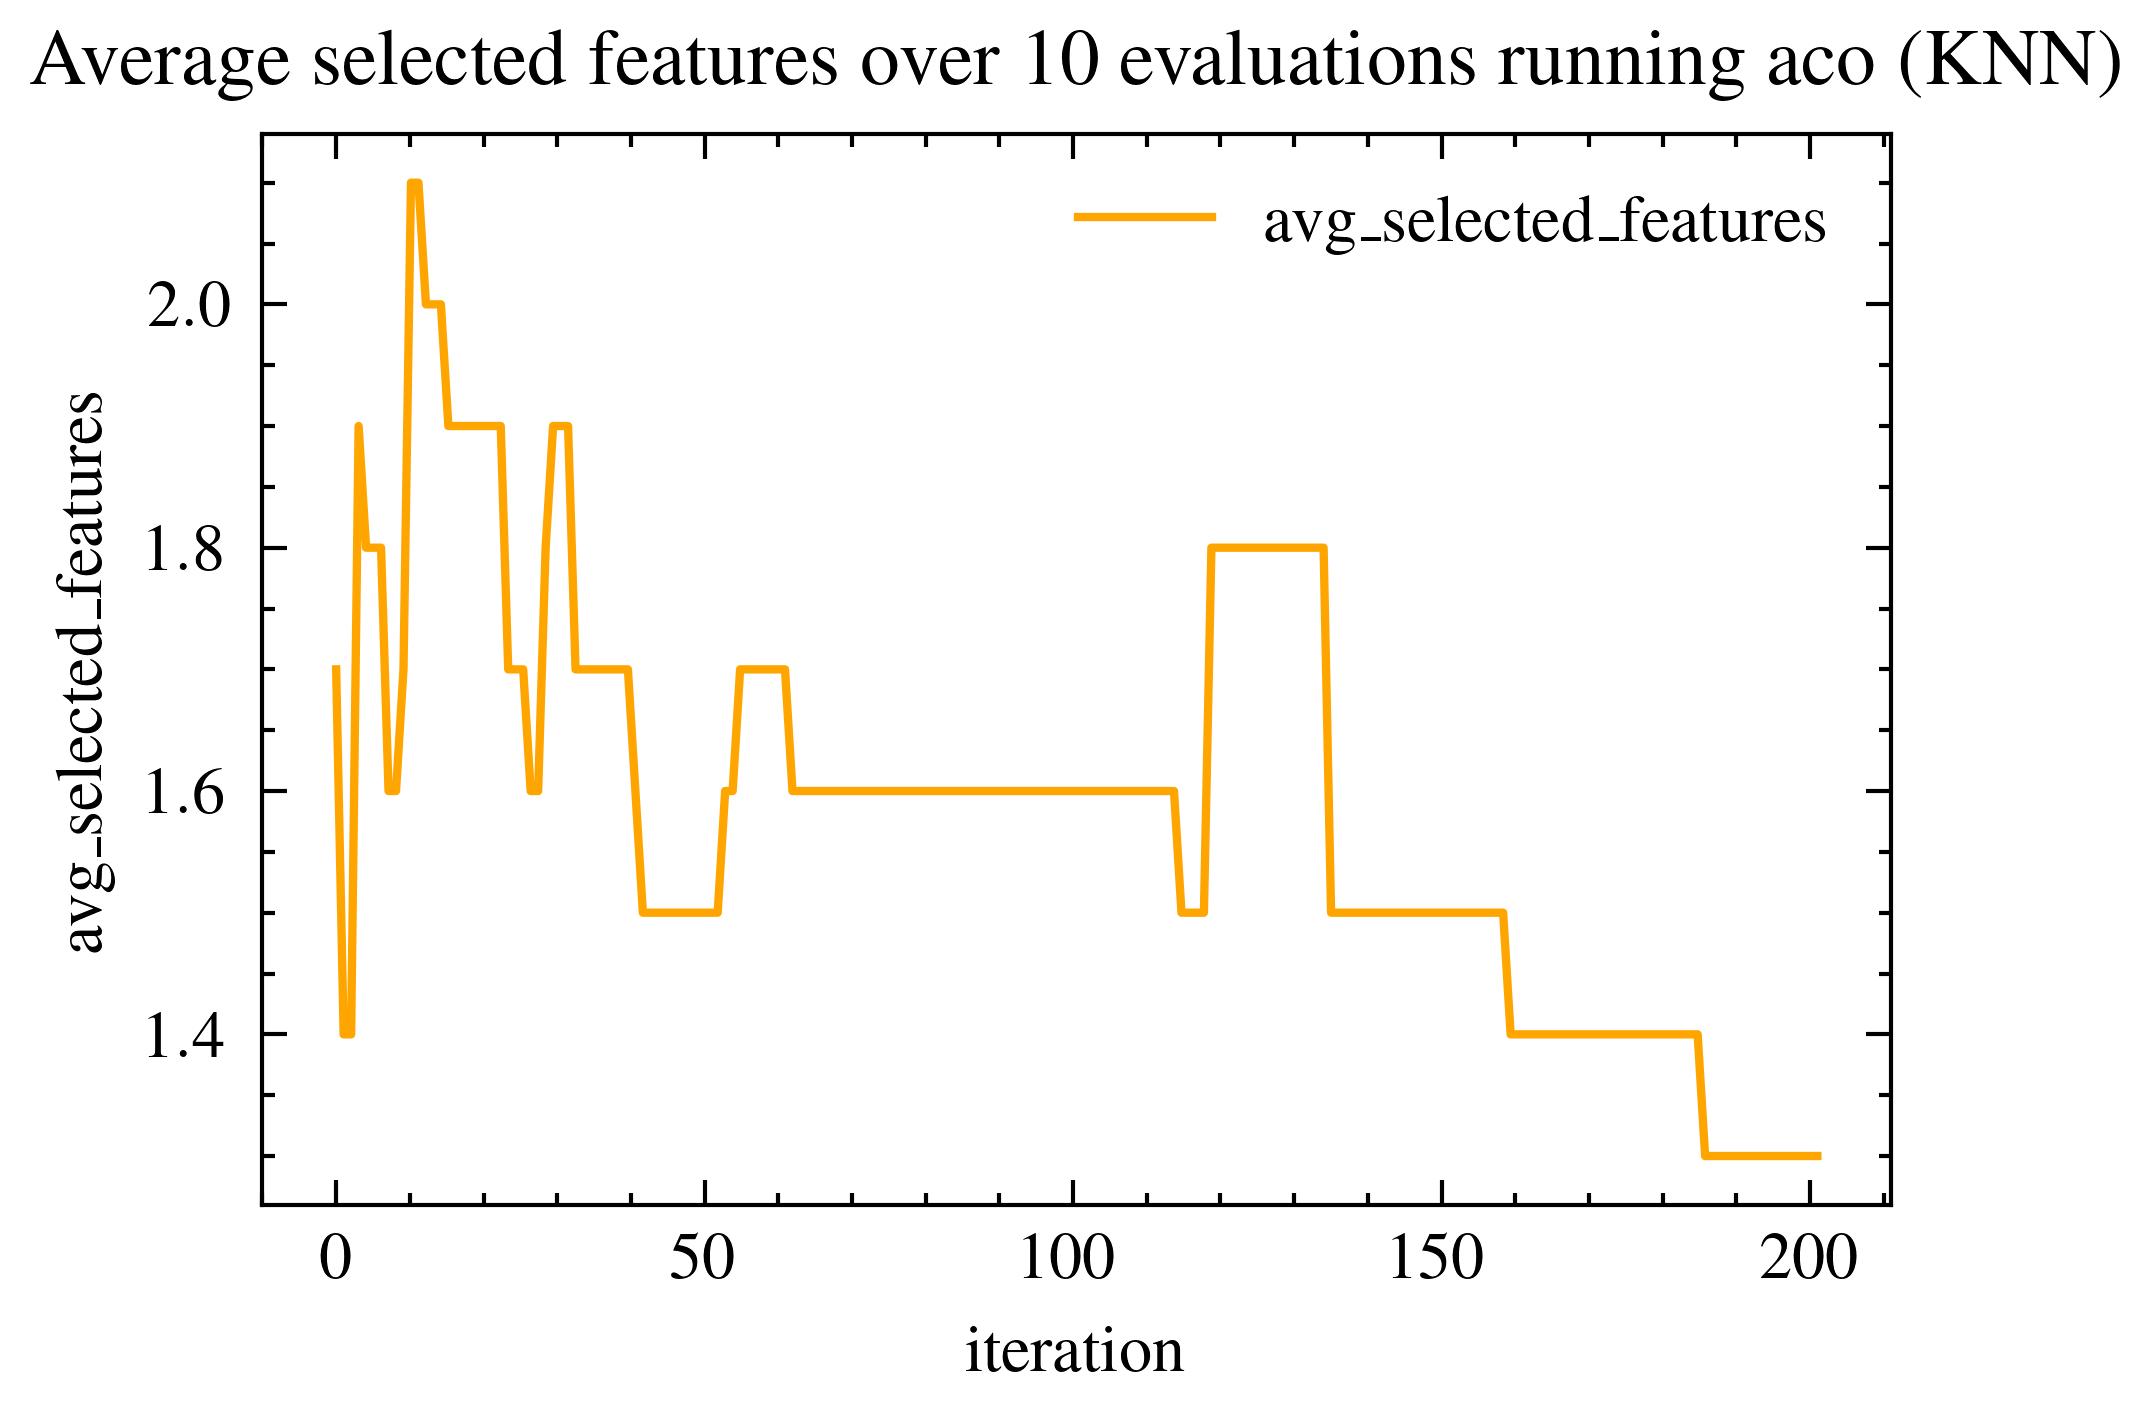 Average selected features over 10 evaluations running aco (KNN)
avg_selected_features
2.0
1.8
1.6
1.4
avg_selected_features
0 50 100 150 200
iteration